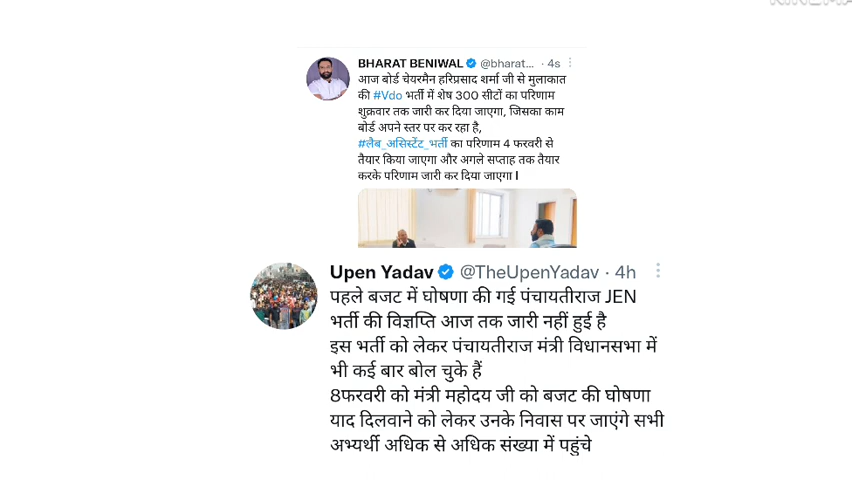 BHARAT BENIWAL @bharat... · 4s
आज बोर्ड चेयरमैन हरिप्रसाद शर्मा जी से मुलाकात
की #Vdo भर्ती में शेष 300 सीटों का परिणाम
शुक्रवार तक जारी कर दिया जाएगा, जिसका काम
बोर्ड अपने स्तर पर कर रहा है,
#लैब_असिस्टेंट_भर्ती का परिणाम 4 फरवरी से
तैयार किया जाएगा और अगले सप्ताह तक तैयार
करके परिणाम जारी कर दिया जाएगा l
Upen Yadav @TheUpenYadav · 4h
पहले बजट में घोषणा की गई पंचायतीराज JEN
भर्ती की विज्ञप्ति आज तक जारी नहीं हुई है
इस भर्ती को लेकर पंचायतीराज मंत्री विधानसभा में
भी कई बार बोल चुके हैं
8फरवरी को मंत्री महोदय जी को बजट की घोषणा
याद दिलवाने को लेकर उनके निवास पर जाएंगे सभी
अभ्यर्थी अधिक से अधिक संख्या में पहुंचे